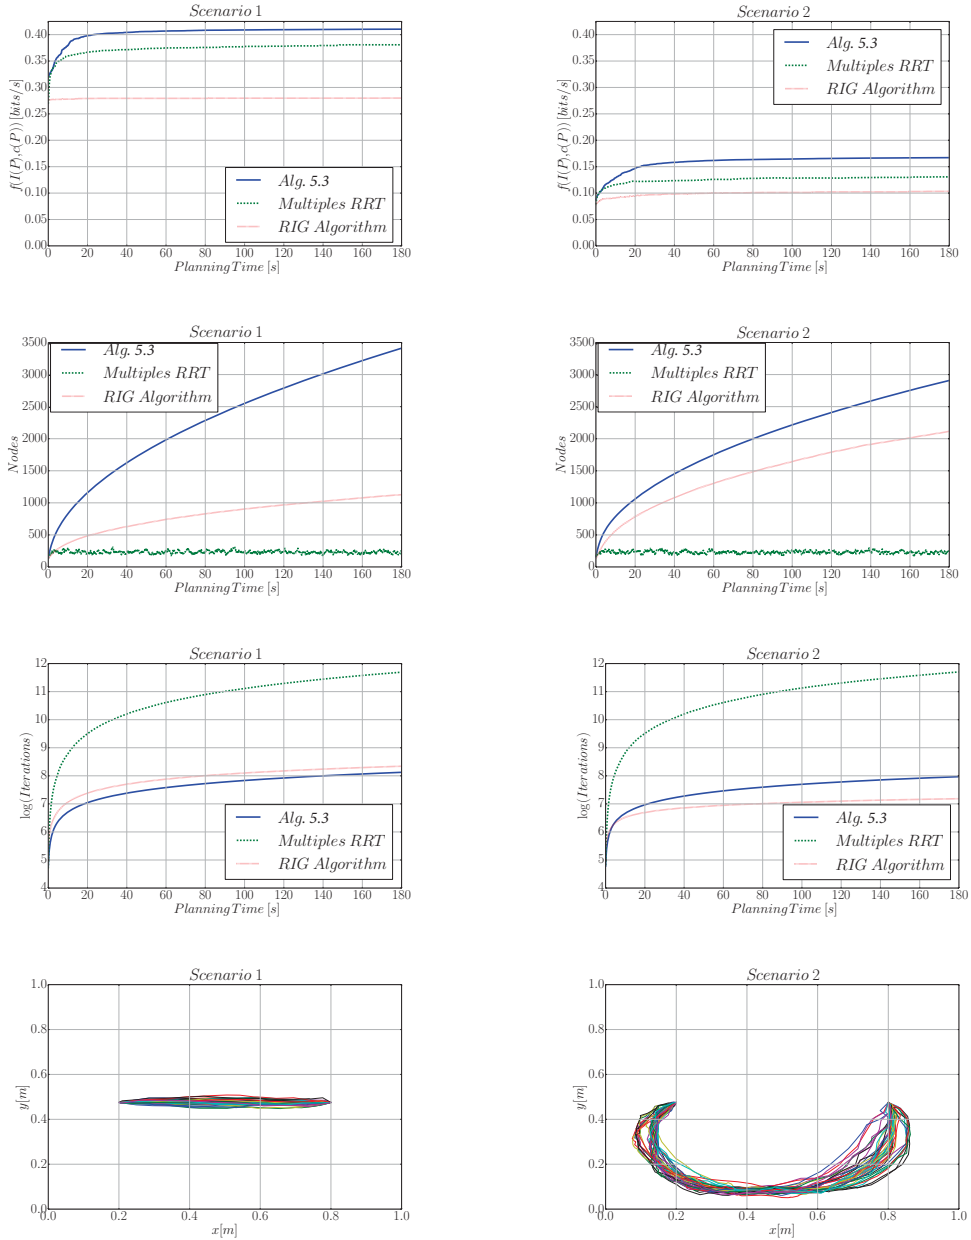 Scenario 1
0.40
0.35
0.30
0.25
0.20
0.15
0.10
0.05
0.00
f(I(P),c(P)) [bits/s]
Alg. 5.3
Multiples RRT
RIG Algorithm
0 20 40 60 80 100 120 140 160 180
Planning Time [s]
Scenario 2
0.40
0.35
0.30
0.25
0.20
0.15
0.10
0.05
0.00
f(I(P),c(P)) [bits/s]
Alg. 5.3
Multiples RRT
RIG Algorithm
0 20 40 60 80 100 120 140 160 180
Planning Time [s]
Scenario 1
3500
3000
2500
2000
1500
1000
500
0
Nodes
Alg. 5.3
Multiples RRT
RIG Algorithm
0 20 40 60 80 100 120 140 160 180
Planning Time [s]
Scenario 2
3500
3000
2500
2000
1500
1000
500
0
Nodes
Alg. 5.3
Multiples RRT
RIG Algorithm
0 20 40 60 80 100 120 140 160 180
Planning Time [s]
Scenario 1
12
11
10
9
8
7
6
5
4
log(Iterations)
Alg. 5.3
Multiples RRT
RIG Algorithm
0 20 40 60 80 100 120 140 160 180
Planning Time [s]
Scenario 2
12
11
10
9
8
7
6
5
4
log(Iterations)
Alg. 5.3
Multiples RRT
RIG Algorithm
0 20 40 60 80 100 120 140 160 180
Planning Time [s]
Scenario 1
1.0
0.8
0.6
0.4
0.2
0.0
y[m]
0.0 0.2 0.4 0.6 0.8 1.0
x[m]
Scenario 2
1.0
0.8
0.6
0.4
0.2
0.0
y[m]
0.0 0.2 0.4 0.6 0.8 1.0
x[m]